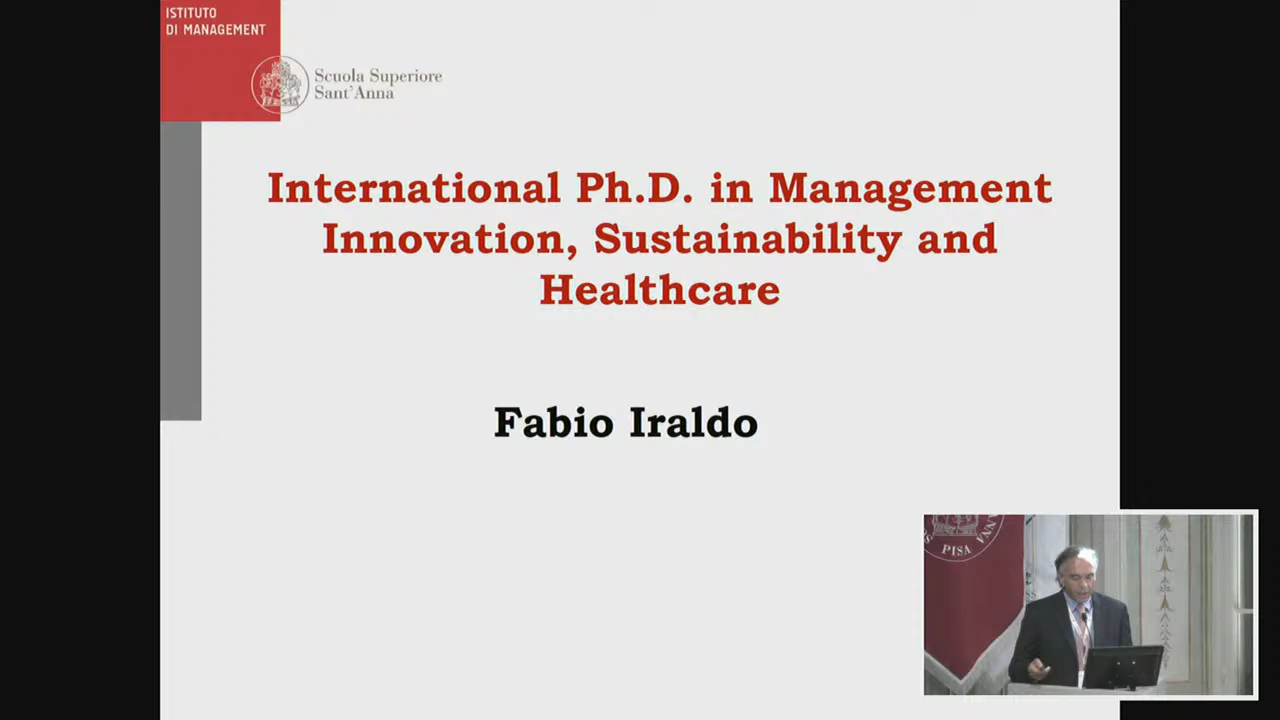 ISTITUTO
DI MANAGEMENT
Scuola Superiore
Sant'Anna
International Ph.D. in Management
Innovation, Sustainability and
Healthcare
Fabio Iraldo
PISA